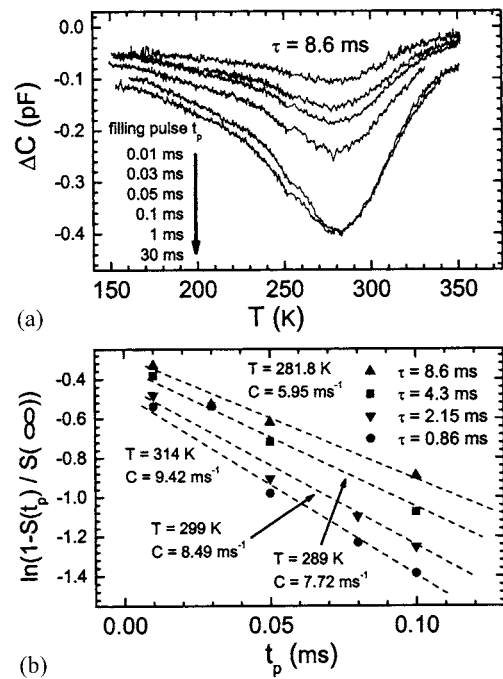 τ = 8.6 ms
0.0
-0.1
-0.2
-0.3
-0.4
ΔC (pF)
filling pulse tp
0.01 ms
0.03 ms
0.05 ms
0.1 ms
1 ms
30 ms
150 200 250 300 350
(a) T (K)
-0.4
-0.6
-0.8
-1.0
-1.2
-1.4
ln(1-S(tp) / S(∞))
T = 281.8 K
C = 5.95 ms⁻¹
▲ τ = 8.6 ms
■ τ = 4.3 ms
▼ τ = 2.15 ms
● τ = 0.86 ms
T = 314 K
C = 9.42 ms⁻¹
T = 299 K
C = 8.49 ms⁻¹
T = 289 K
C = 7.72 ms⁻¹
0.00 0.05 0.10
(b) tp (ms)